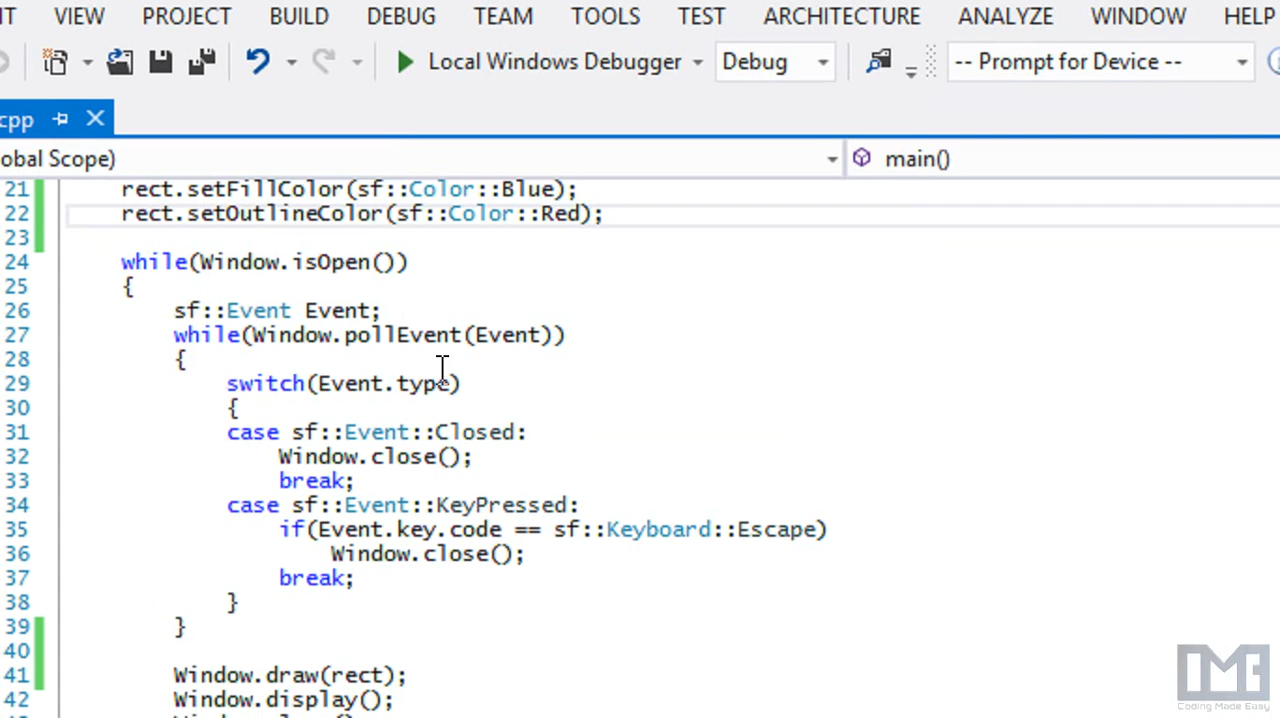 VIEW PROJECT BUILD DEBUG TEAM TOOLS TEST ARCHITECTURE ANALYZE WINDOW HELP
Local Windows Debugger Debug -- Prompt for Device --
cpp
obal Scope) main()
21 rect.setFillColor(sf::Color::Blue);
22 rect.setOutlineColor(sf::Color::Red);
23
24 while(Window.isOpen())
25 {
26 sf::Event Event;
27 while(Window.pollEvent(Event))
28 {
29 switch(Event.type)
30 {
31 case sf::Event::Closed:
32 Window.close();
33 break;
34 case sf::Event::KeyPressed:
35 if(Event.key.code == sf::Keyboard::Escape)
36 Window.close();
37 break;
38 }
39 }
40
41 Window.draw(rect);
42 Window.display();
CME
Coding Made Easy